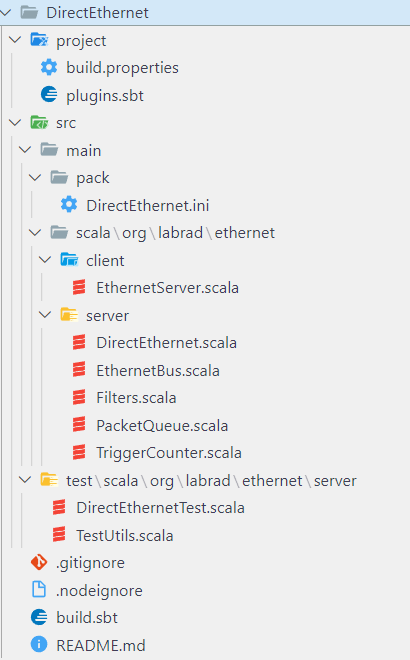 DirectEthernet
project
build.properties
plugins.sbt
src
main
pack
DirectEthernet.ini
scala\org\labrad\ethernet
client
EthernetServer.scala
server
DirectEthernet.scala
EthernetBus.scala
Filters.scala
PacketQueue.scala
TriggerCounter.scala
test\scala\org\labrad\ethernet\server
DirectEthernetTest.scala
TestUtils.scala
.gitignore
.nodeignore
build.sbt
README.md